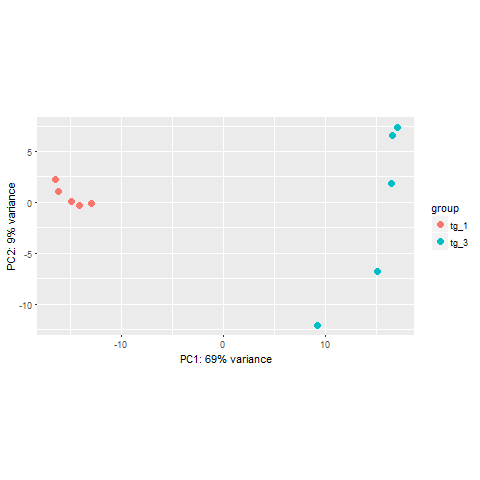 5
0
-5
-10
PC2: 9% variance
-10
0
10
PC1: 69% variance
group
tg_1
tg_3